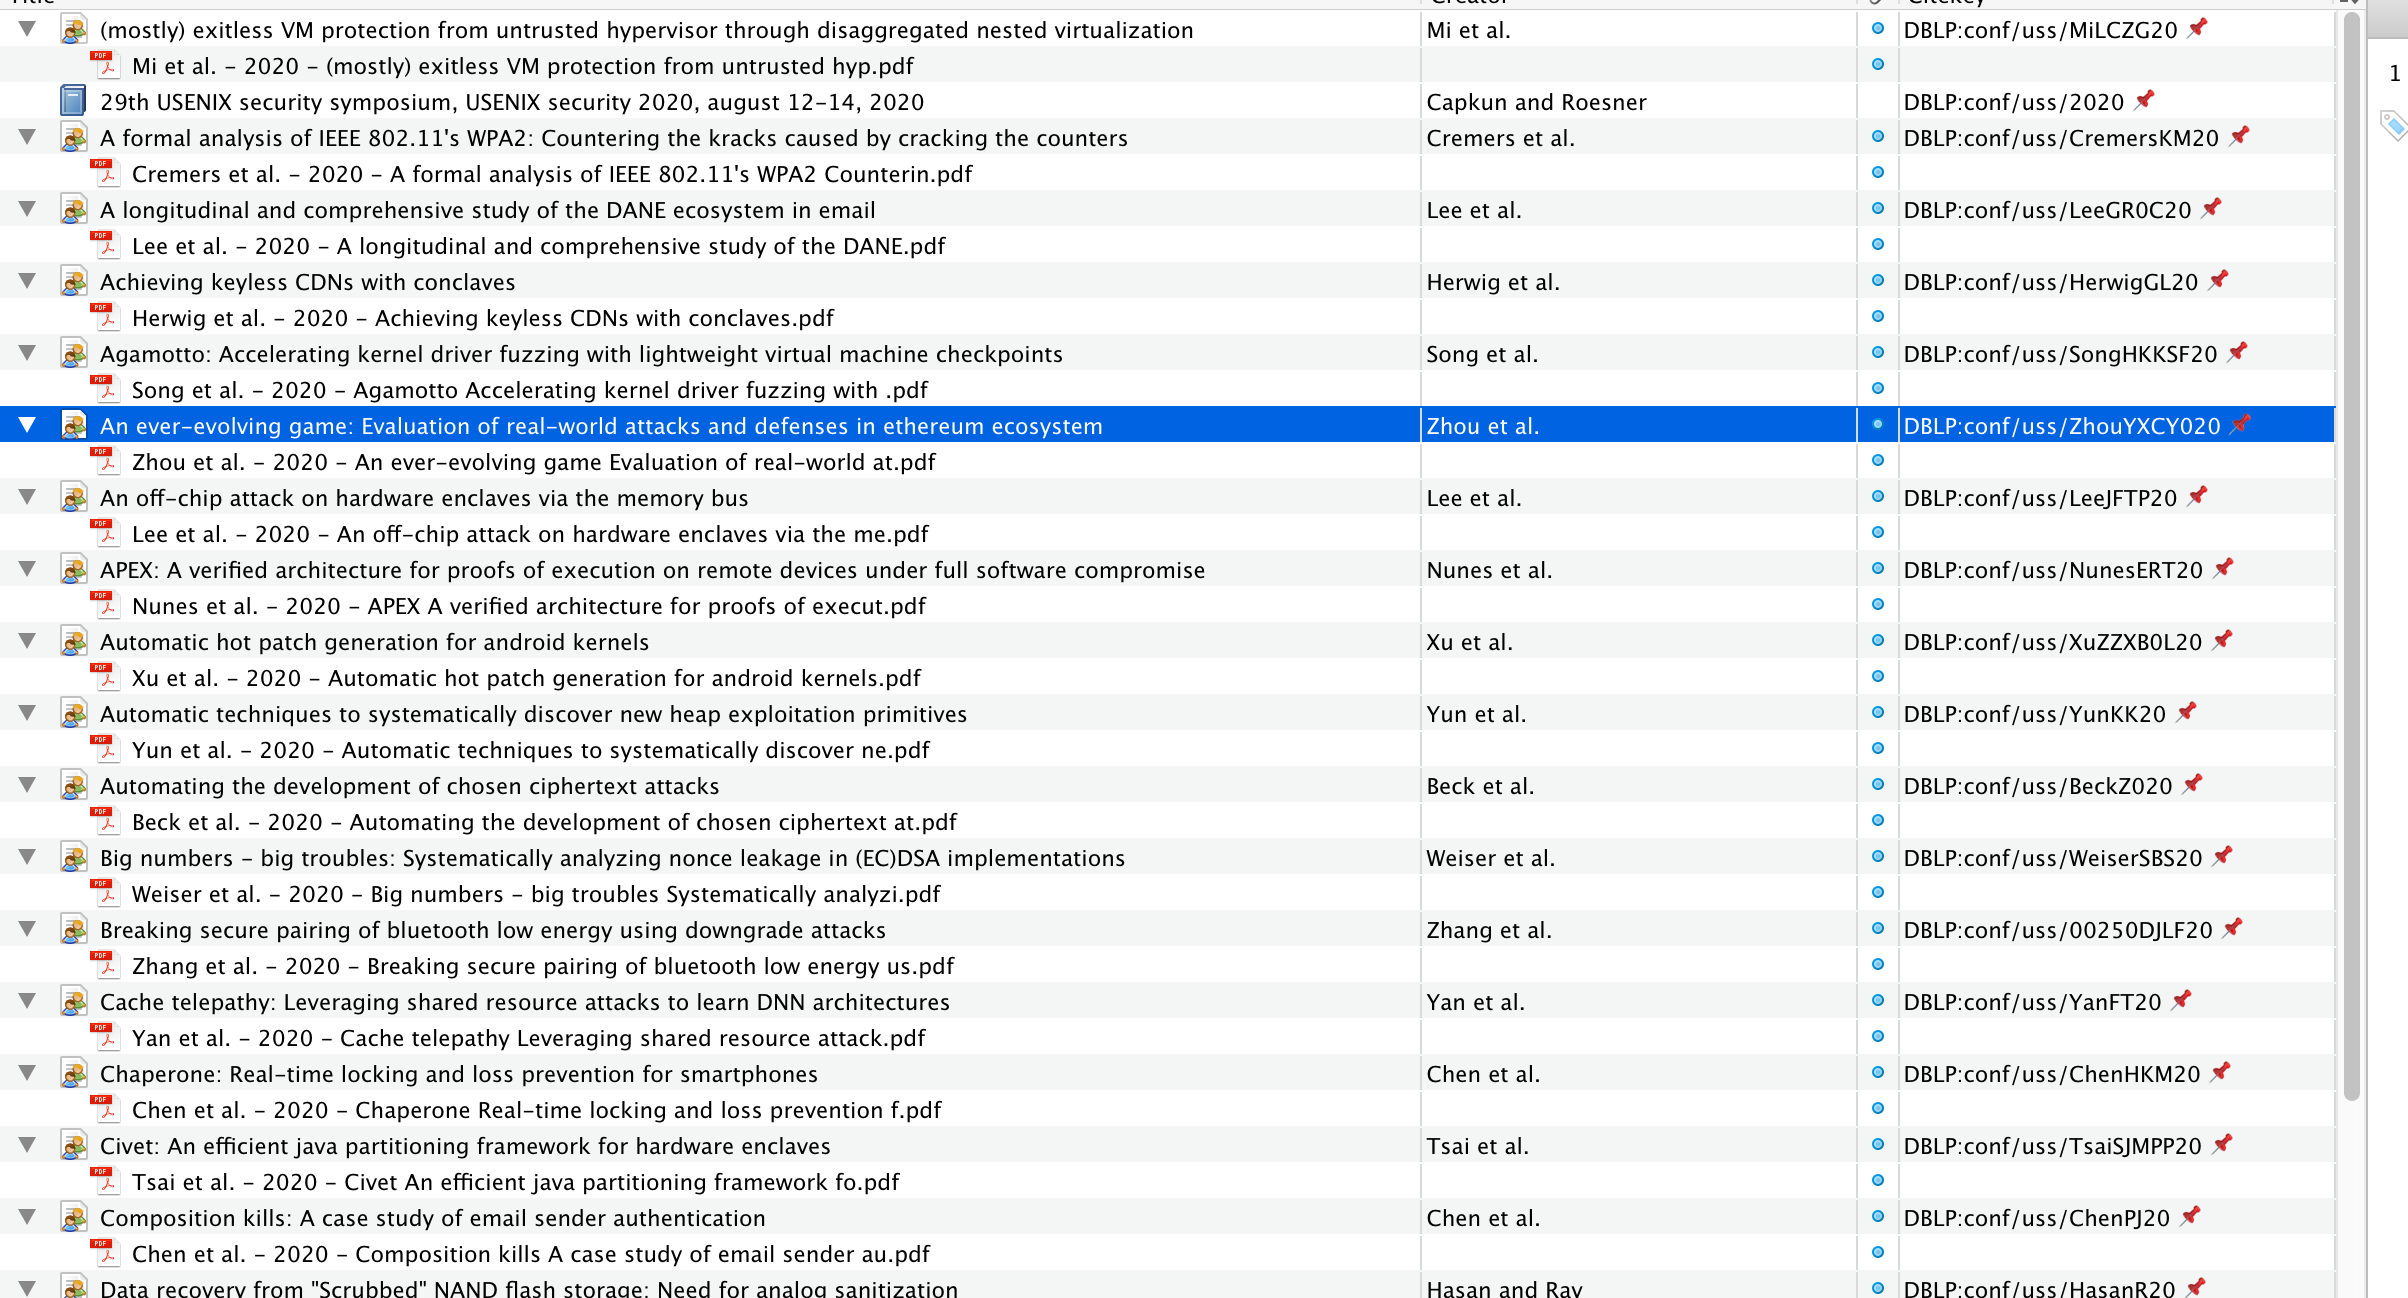 Title Creator Citekey
(mostly) exitless VM protection from untrusted hypervisor through disaggregated nested virtualization Mi et al. DBLP:conf/uss/MiLCZG20
Mi et al. – 2020 – (mostly) exitless VM protection from untrusted hyp.pdf
1
29th USENIX security symposium, USENIX security 2020, august 12–14, 2020 Capkun and Roesner DBLP:conf/uss/2020
A formal analysis of IEEE 802.11's WPA2: Countering the kracks caused by cracking the counters Cremers et al. DBLP:conf/uss/CremersKM20
Cremers et al. – 2020 – A formal analysis of IEEE 802.11's WPA2 Counterin.pdf
A longitudinal and comprehensive study of the DANE ecosystem in email Lee et al. DBLP:conf/uss/LeeGR0C20
Lee et al. – 2020 – A longitudinal and comprehensive study of the DANE.pdf
Achieving keyless CDNs with conclaves Herwig et al. DBLP:conf/uss/HerwigGL20
Herwig et al. – 2020 – Achieving keyless CDNs with conclaves.pdf
Agamotto: Accelerating kernel driver fuzzing with lightweight virtual machine checkpoints Song et al. DBLP:conf/uss/SongHKKSF20
Song et al. – 2020 – Agamotto Accelerating kernel driver fuzzing with .pdf
An ever-evolving game: Evaluation of real-world attacks and defenses in ethereum ecosystem Zhou et al. DBLP:conf/uss/ZhouYXCY020
Zhou et al. – 2020 – An ever-evolving game Evaluation of real-world at.pdf
An off-chip attack on hardware enclaves via the memory bus Lee et al. DBLP:conf/uss/LeeJFTP20
Lee et al. – 2020 – An off-chip attack on hardware enclaves via the me.pdf
APEX: A verified architecture for proofs of execution on remote devices under full software compromise Nunes et al. DBLP:conf/uss/NunesERT20
Nunes et al. – 2020 – APEX A verified architecture for proofs of execut.pdf
Automatic hot patch generation for android kernels Xu et al. DBLP:conf/uss/XuZZXB0L20
Xu et al. – 2020 – Automatic hot patch generation for android kernels.pdf
Automatic techniques to systematically discover new heap exploitation primitives Yun et al. DBLP:conf/uss/YunKK20
Yun et al. – 2020 – Automatic techniques to systematically discover ne.pdf
Automating the development of chosen ciphertext attacks Beck et al. DBLP:conf/uss/BeckZ020
Beck et al. – 2020 – Automating the development of chosen ciphertext at.pdf
Big numbers – big troubles: Systematically analyzing nonce leakage in (EC)DSA implementations Weiser et al. DBLP:conf/uss/WeiserSBS20
Weiser et al. – 2020 – Big numbers – big troubles Systematically analyzi.pdf
Breaking secure pairing of bluetooth low energy using downgrade attacks Zhang et al. DBLP:conf/uss/00250DJLF20
Zhang et al. – 2020 – Breaking secure pairing of bluetooth low energy us.pdf
Cache telepathy: Leveraging shared resource attacks to learn DNN architectures Yan et al. DBLP:conf/uss/YanFT20
Yan et al. – 2020 – Cache telepathy Leveraging shared resource attack.pdf
Chaperone: Real-time locking and loss prevention for smartphones Chen et al. DBLP:conf/uss/ChenHKM20
Chen et al. – 2020 – Chaperone Real-time locking and loss prevention f.pdf
Civet: An efficient java partitioning framework for hardware enclaves Tsai et al. DBLP:conf/uss/TsaiSJMPP20
Tsai et al. – 2020 – Civet An efficient java partitioning framework fo.pdf
Composition kills: A case study of email sender authentication Chen et al. DBLP:conf/uss/ChenPJ20
Chen et al. – 2020 – Composition kills A case study of email sender au.pdf
Data recovery from "Scrubbed" NAND flash storage: Need for analog sanitization Hasan and Ray DBLP:conf/uss/HasanR20